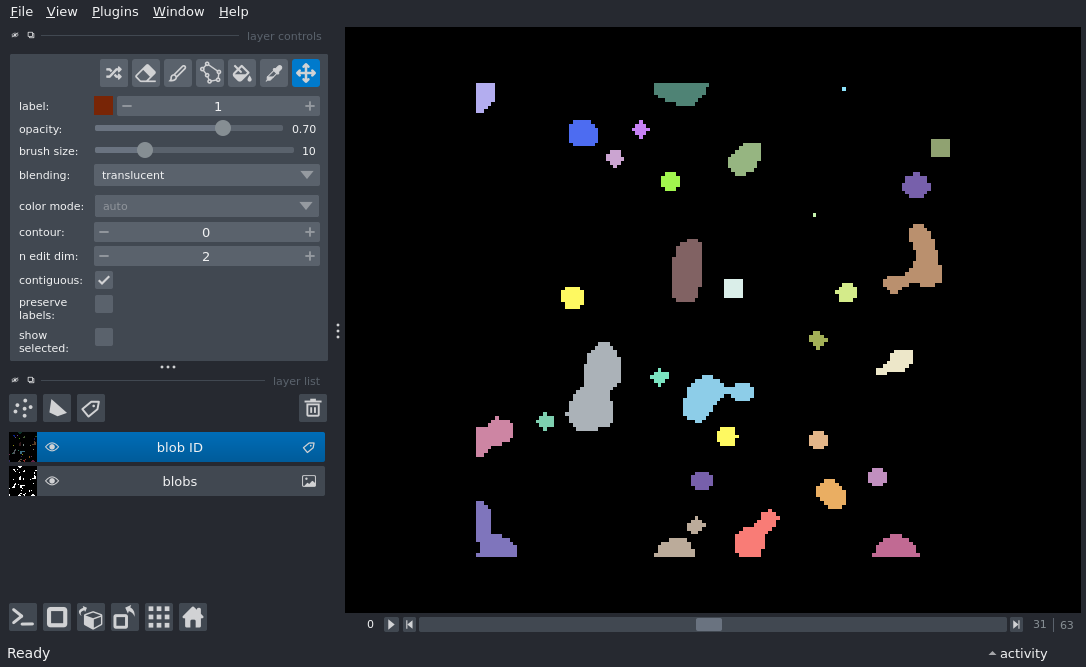 File View Plugins Window Help
layer controls
label: 1
opacity: 0.70
brush size: 10
blending: translucent
color mode: auto
contour: 0
n edit dim: 2
contiguous:
preserve
labels:
show
selected:
layer list
blob ID
blobs
0 31 63
Ready activity